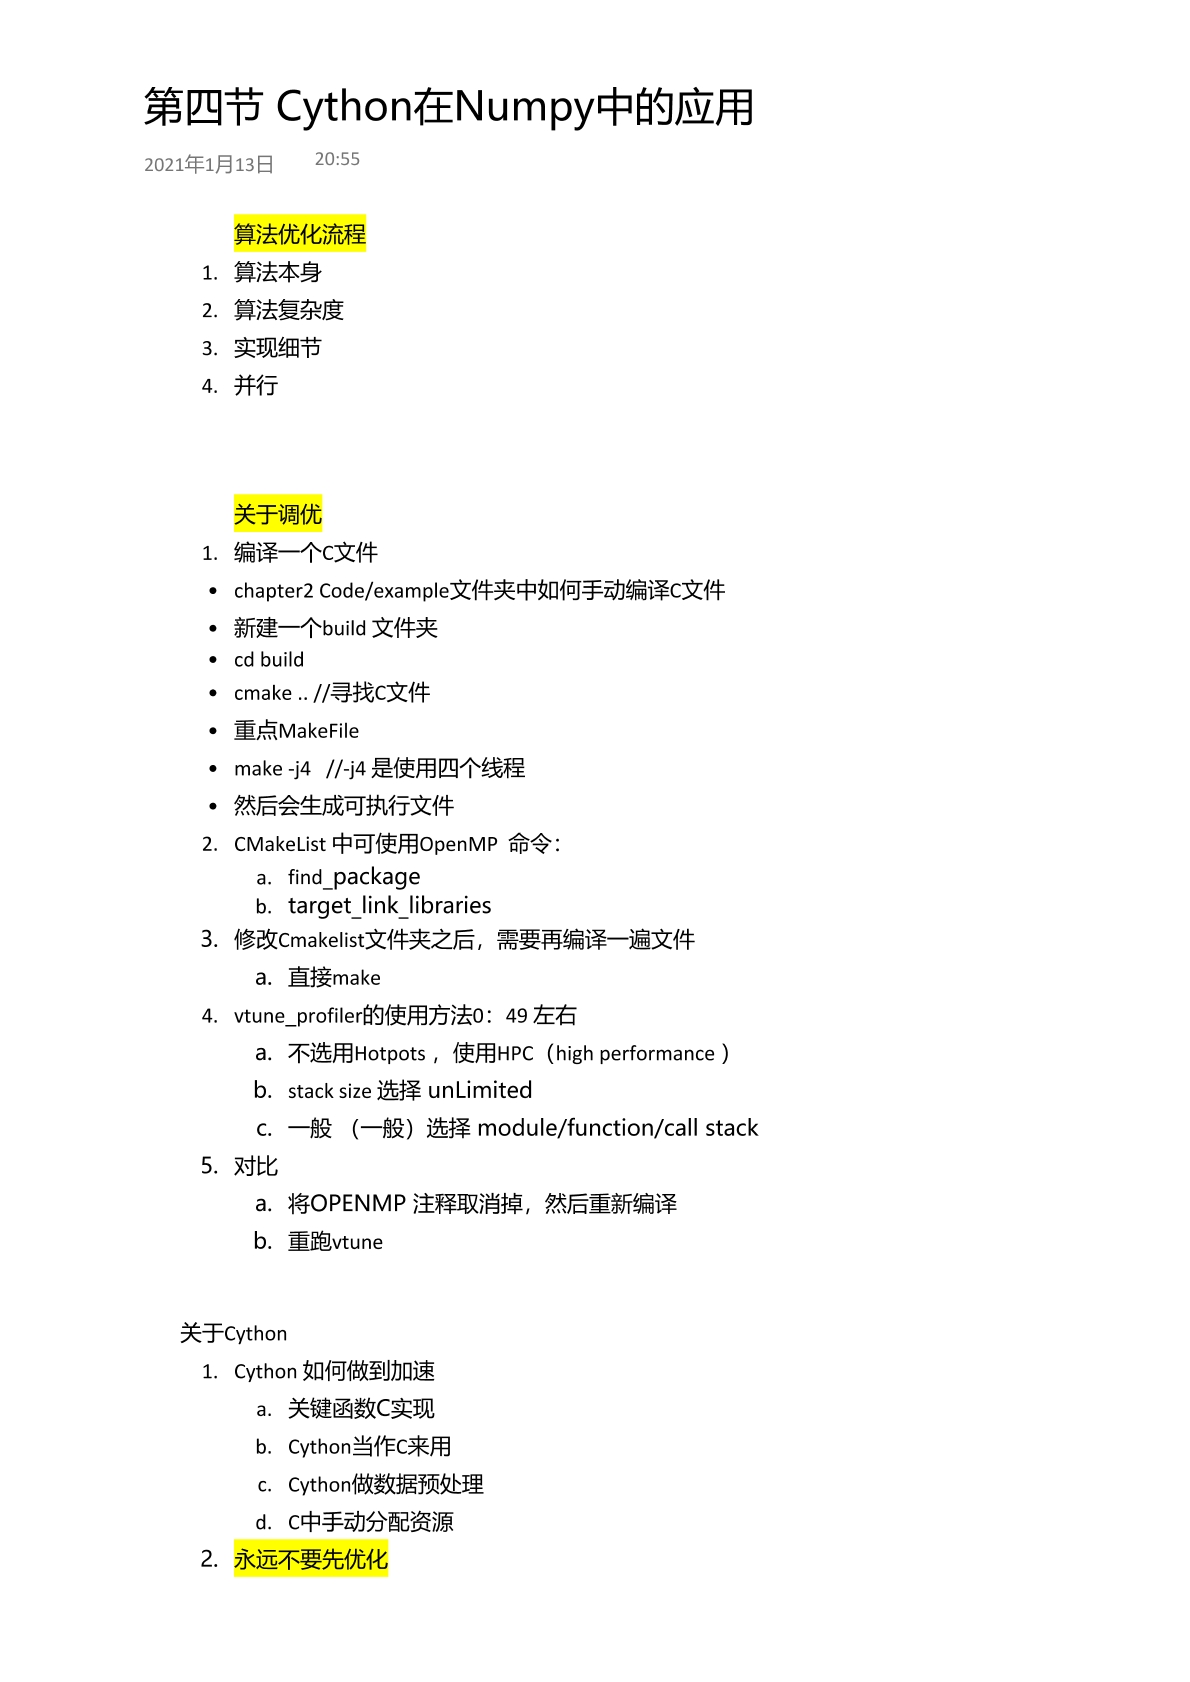 第四节 Cython在Numpy中的应用
2021年1月13日 20:55
算法优化流程
1. 算法本身
2. 算法复杂度
3. 实现细节
4. 并行
关于调优
1. 编译一个C文件
• chapter2 Code/example文件夹中如何手动编译C文件
• 新建一个build 文件夹
• cd build
• cmake .. //寻找C文件
• 重点MakeFile
• make -j4 //-j4 是使用四个线程
• 然后会生成可执行文件
2. CMakeList 中可使用OpenMP 命令：
a. find_package
b. target_link_libraries
3. 修改Cmakelist文件夹之后，需要再编译一遍文件
a. 直接make
4. vtune_profiler的使用方法0：49 左右
a. 不选用Hotpots ，使用HPC（high performance ）
b. stack size 选择 unLimited
c. 一般 （一般）选择 module/function/call stack
5. 对比
a. 将OPENMP 注释取消掉，然后重新编译
b. 重跑vtune
关于Cython
1. Cython 如何做到加速
a. 关键函数C实现
b. Cython当作C来用
c. Cython做数据预处理
d. C中手动分配资源
2. 永远不要先优化